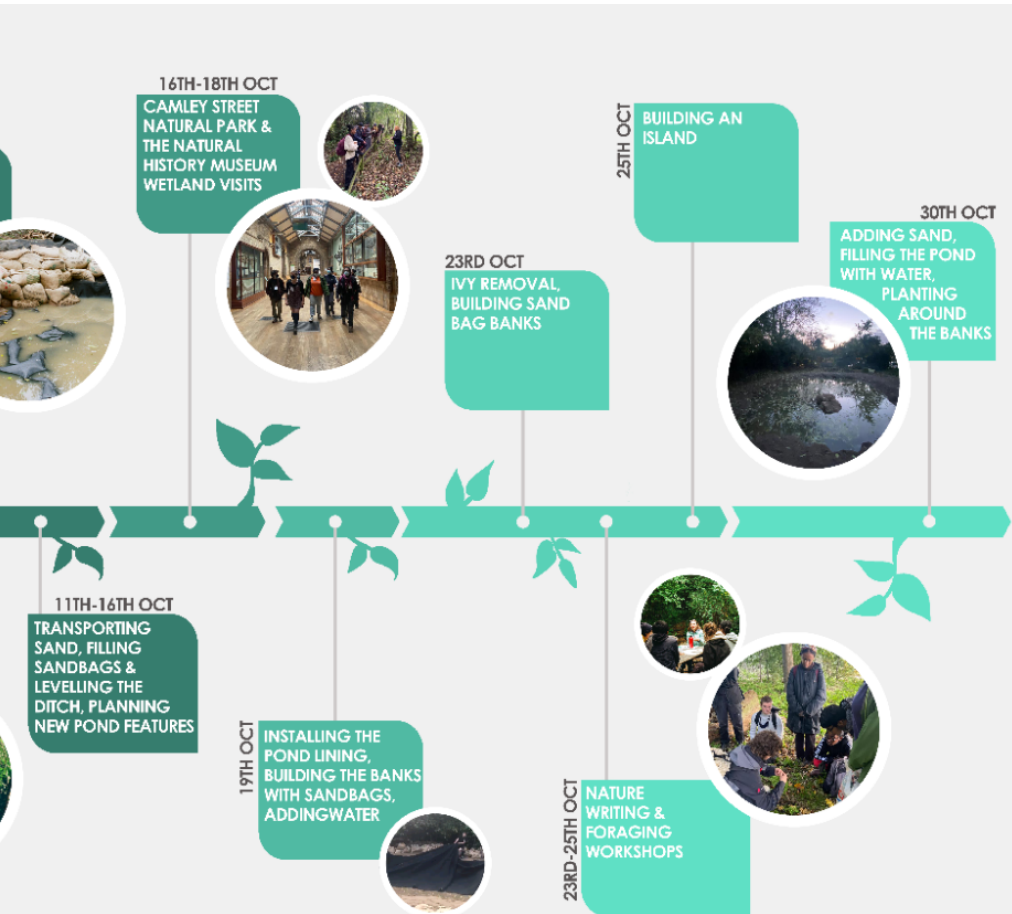 16TH-18TH OCT
CAMLEY STREET
NATURAL PARK &
THE NATURAL
HISTORY MUSEUM
WETLAND VISITS
23RD OCT
IVY REMOVAL,
BUILDING SAND
BAG BANKS
25TH OCT
BUILDING AN
ISLAND
30TH OCT
ADDING SAND,
FILLING THE POND
WITH WATER,
PLANTING
AROUND
THE BANKS
11TH-16TH OCT
TRANSPORTING
SAND, FILLING
SANDBAGS &
LEVELLING THE
DITCH, PLANNING
NEW POND FEATURES
19TH OCT
INSTALLING THE
POND LINING,
BUILDING THE BANKS
WITH SANDBAGS,
ADDINGWATER
23RD-25TH OCT
NATURE
WRITING &
FORAGING
WORKSHOPS